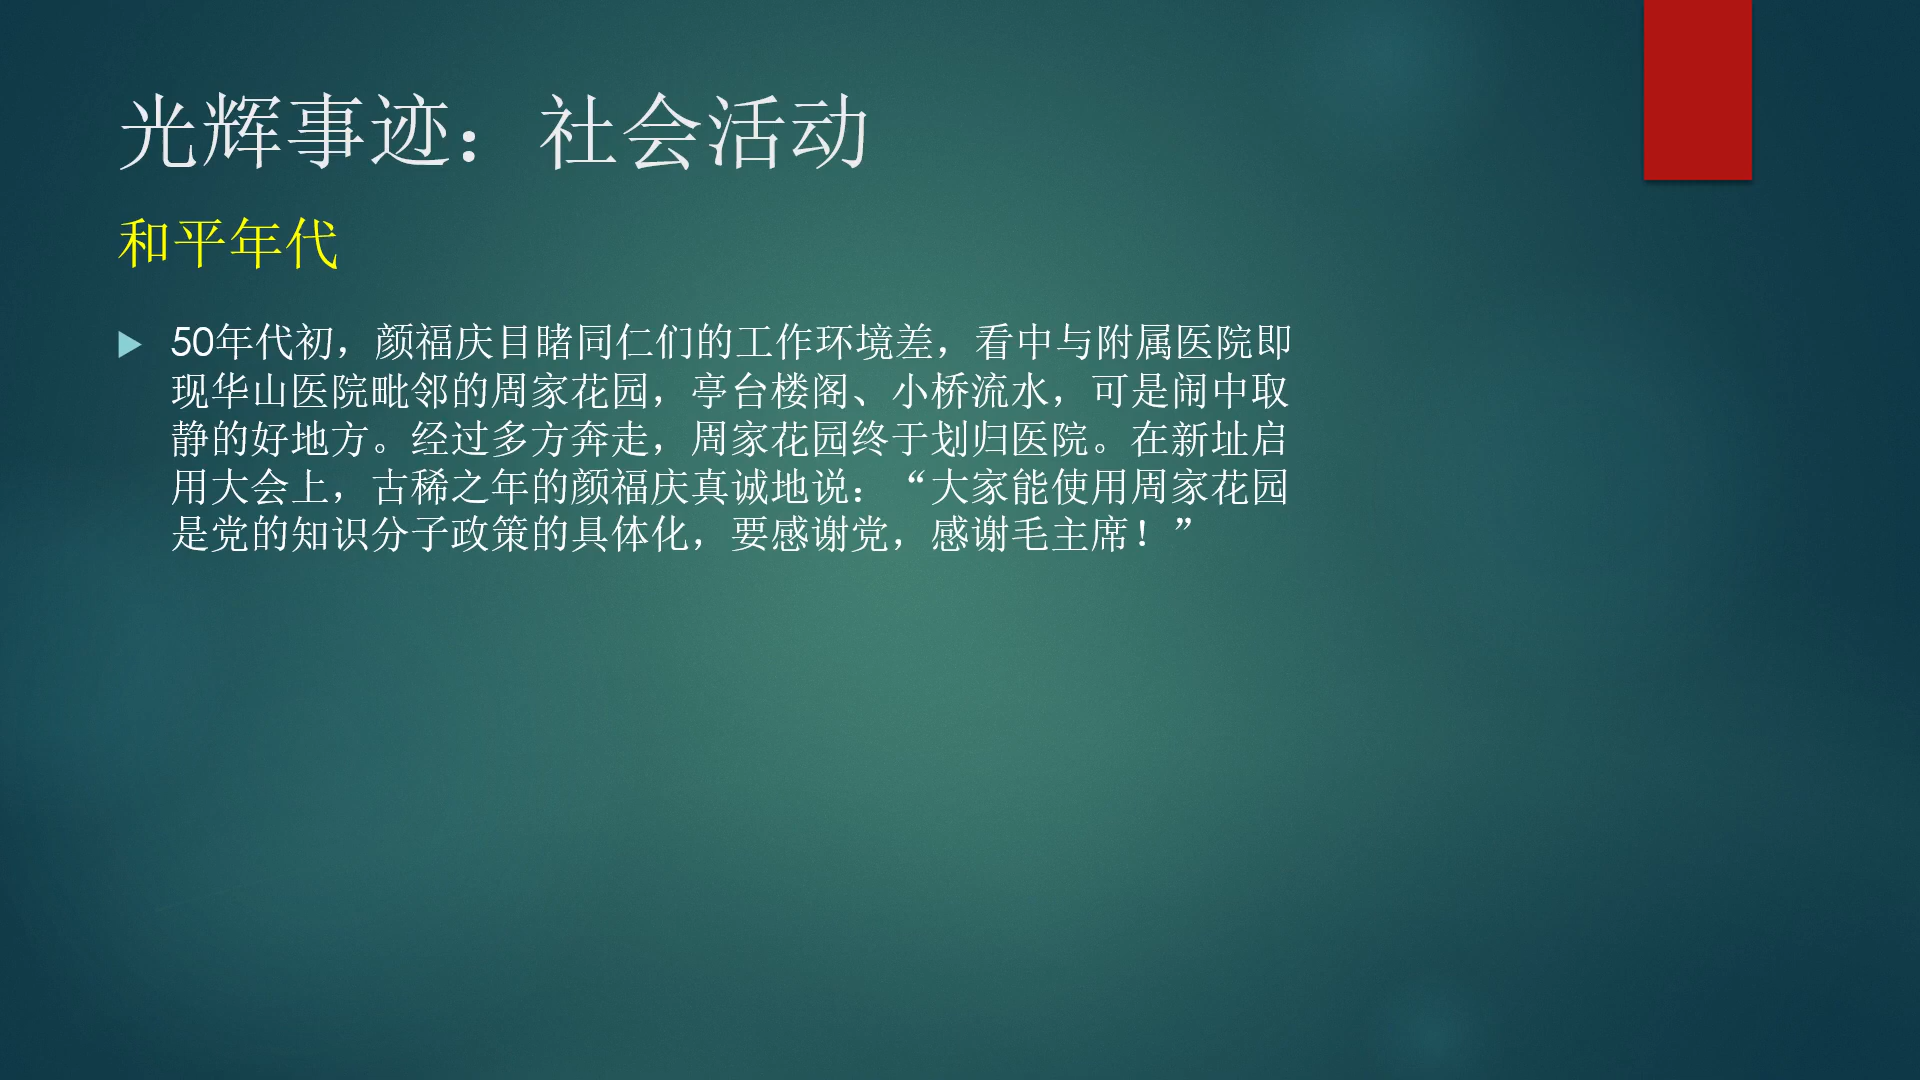 光辉事迹：社会活动
和平年代
50年代初，颜福庆目睹同仁们的工作环境差，看中与附属医院即
现华山医院毗邻的周家花园，亭台楼阁、小桥流水，可是闹中取
静的好地方。经过多方奔走，周家花园终于划归医院。在新址启
用大会上，古稀之年的颜福庆真诚地说：“大家能使用周家花园
是党的知识分子政策的具体化，要感谢党，感谢毛主席！”